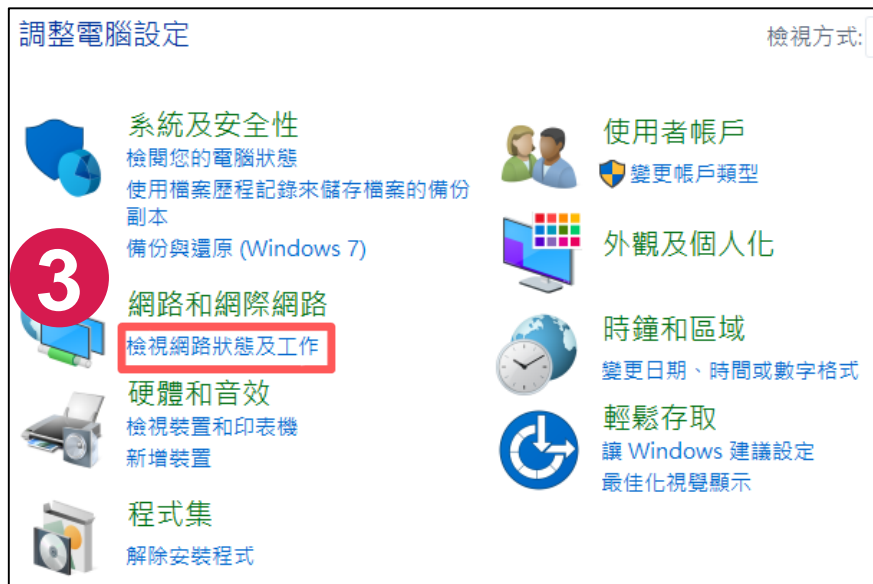 調整電腦設定
檢視方式:
系統及安全性
檢閱您的電腦狀態
使用檔案歷程記錄來儲存檔案的備份
副本
備份與還原 (Windows 7)
3
網路和網際網路
檢視網路狀態及工作
硬體和音效
檢視裝置和印表機
新增裝置
程式集
解除安裝程式
使用者帳戶
變更帳戶類型
外觀及個人化
時鐘和區域
變更日期、時間或數字格式
輕鬆存取
讓 Windows 建議設定
最佳化視覺顯示